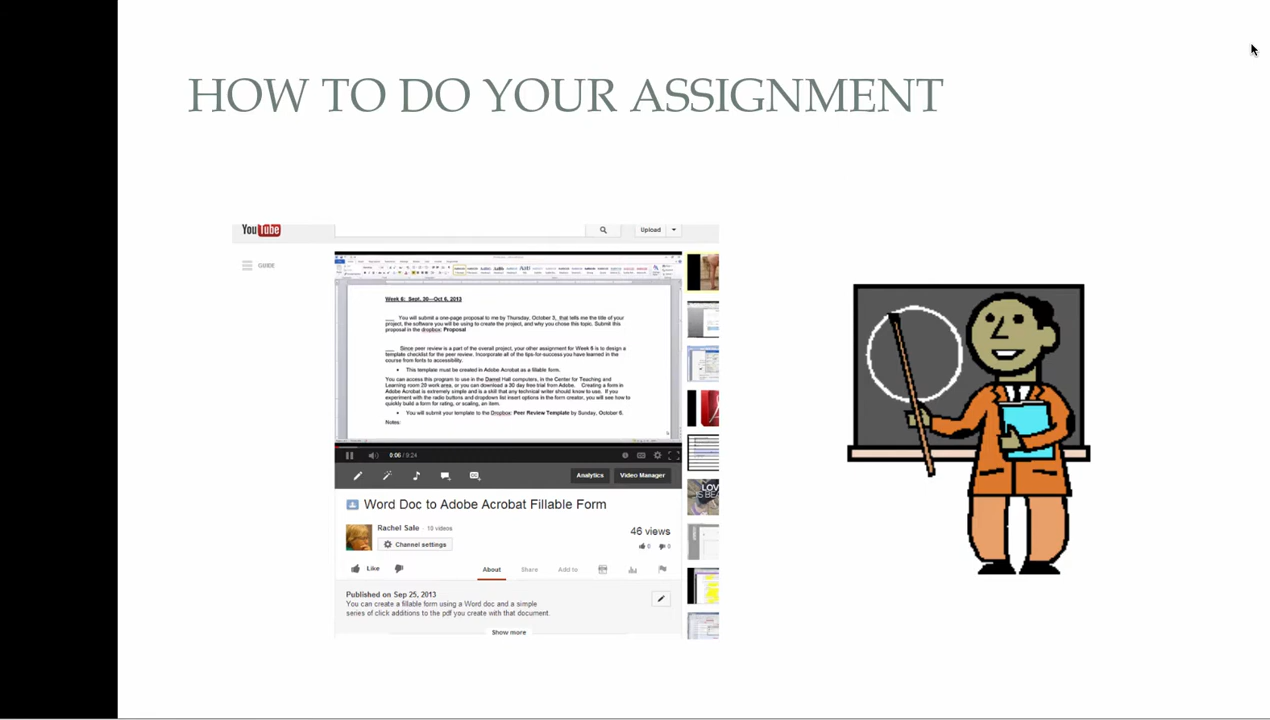 HOW TO DO YOUR ASSIGNMENT
YouTube
Upload
GUIDE
Week 6: Sept. 30—Oct 6, 2013
___ You will submit a one-page proposal to me by Thursday, October 3, that tells me the title of your
project, the software you will be using to create the project, and why you chose this topic. Submit this
proposal in the dropbox: Proposal
___ Since peer review is a part of the overall project, your other assignment for Week 6 is to design a
template checklist for the peer review. Incorporate all of the tips-for-success you have learned in the
course from fonts to accessibility.
• This template must be created in Adobe Acrobat as a fillable form.
You can access this program to use in the Darnel Hall computers, in the Center for Teaching and
Learning room 29 work area, or you can download a 30 day free trial from Adobe. Creating a form in
Adobe Acrobat is extremely simple and is a skill that any technical writer should know to use. If you
experiment with the radio buttons and dropdown list insert options in the form creator, you will see how to
quickly build a form for rating, or scaling, an item.
• You will submit your template to the Dropbox: Peer Review Template by Sunday, October 6.
Notes:
0:06 / 9:24
Analytics
Video Manager
Word Doc to Adobe Acrobat Fillable Form
Rachel Sale · 10 videos
Channel settings
46 views
0 0
Like
About
Share
Add to
Published on Sep 25, 2013
You can create a fillable form using a Word doc and a simple
series of click additions to the pdf you create with that document.
Show more